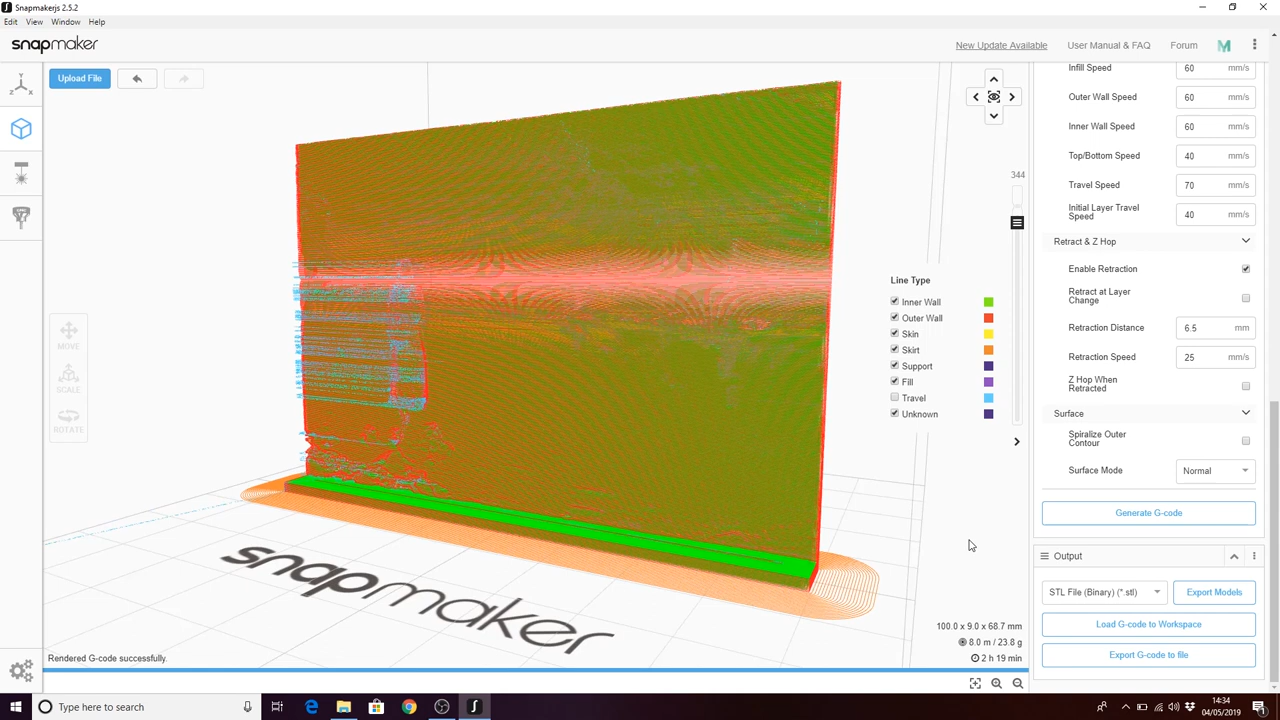 Snapmakerjs 2.5.2
Edit View Window Help
snapmaker
New Update Available
User Manual & FAQ
Forum
Upload File
Infill Speed 60 mm/s
Outer Wall Speed 60 mm/s
Inner Wall Speed 60 mm/s
Top/Bottom Speed 40 mm/s
Travel Speed 70 mm/s
Initial Layer Travel
Speed
40 mm/s
Retract & Z Hop
Enable Retraction
Retract at Layer
Change
Retraction Distance 6.5 mm
Retraction Speed 25 mm/s
Z Hop When
Retracted
Surface
Spiralize Outer
Contour
Surface Mode Normal
Generate G-code
Output
STL File (Binary) (*.stl)
Export Models
Load G-code to Workspace
Export G-code to file
344
Line Type
Inner Wall
Outer Wall
Skin
Skirt
Support
Fill
Travel
Unknown
MOVE
SCALE
ROTATE
snapmaker
100.0 x 9.0 x 68.7 mm
8.0 m / 23.8 g
2 h 19 min
Rendered G-code successfully.
Type here to search
14:34
04/05/2019